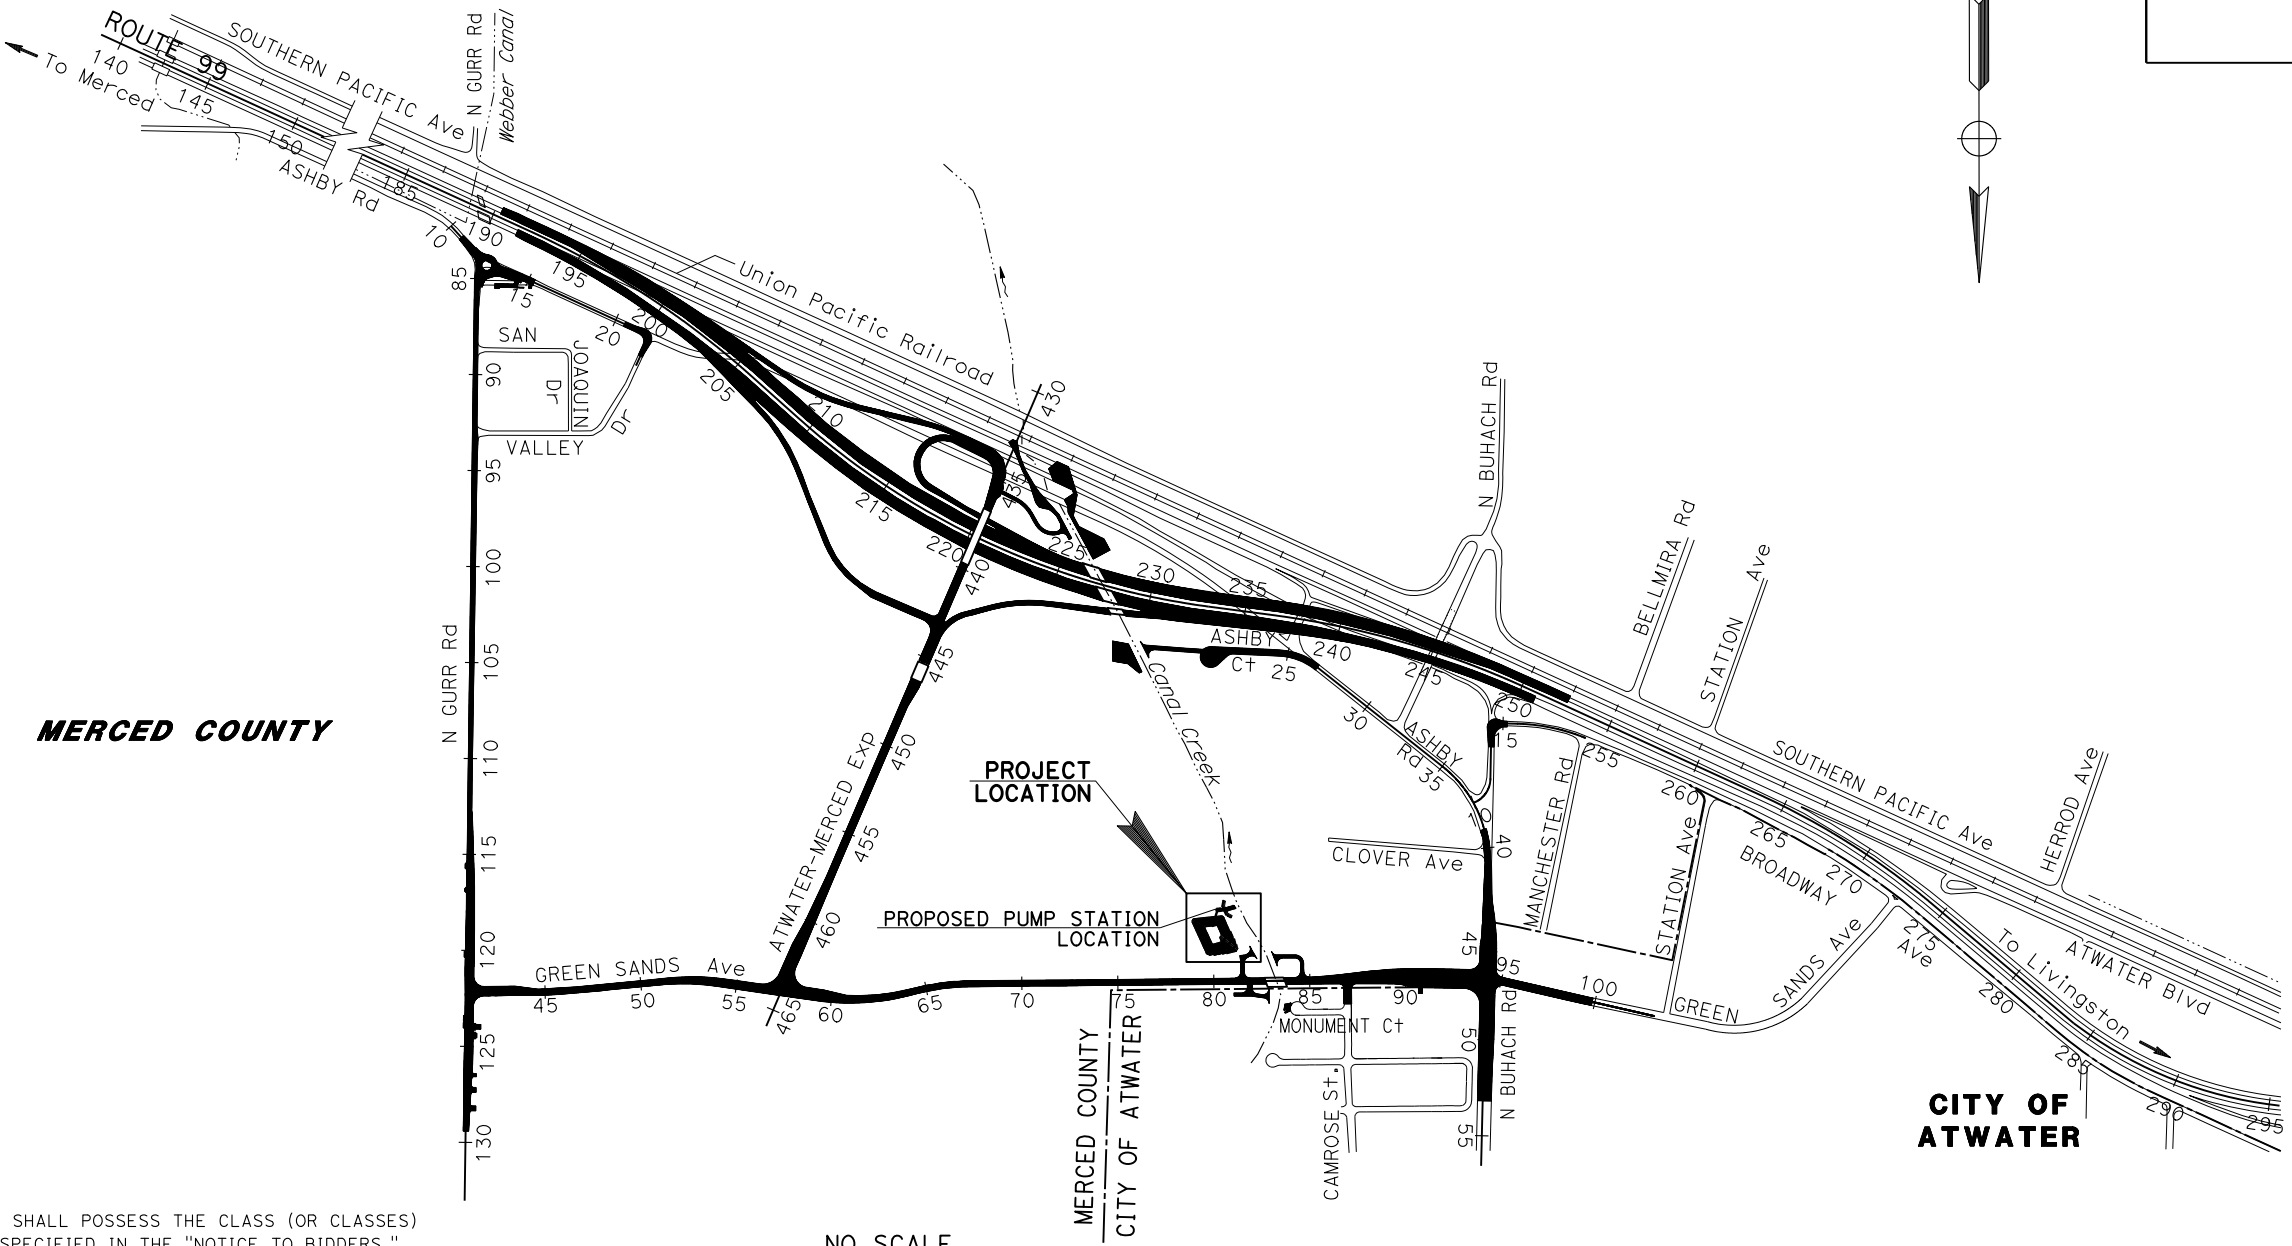 ROUTE 99
SOUTHERN PACIFIC Ave
To Merced
140
145
150
ASHBY Rd
185
190
N GURR Rd
Webber Canal
10
85
15
195
200
20
SAN
JOAQUIN
Dr
VALLEY
Dr
90
95
100
105
110
115
120
125
130
N GURR Rd
205
210
215
220
225
230
235
240
245
250
255
260
265
270
275
280
285
290
295
Union Pacific Railroad
430
435
440
445
450
455
460
465
N BUHACH Rd
BELLMIRA Rd
STATION Ave
ASHBY
Ct
25
30
ASHBY
Rd
35
15
40
45
50
55
Canal Creek
MERCED COUNTY
ATWATER-MERCED EXP
PROJECT
LOCATION
PROPOSED PUMP STATION
LOCATION
CLOVER Ave
MANCHESTER Rd
STATION Ave
SOUTHERN PACIFIC Ave
HERROD Ave
BROADWAY
Ave
GREEN SANDS Ave
45
50
55
60
65
70
75
80
85
90
95
100
GREEN
SANDS Ave
To Livingston
ATWATER Blvd
MONUMENT Ct
CAMROSE St.
N BUHACH Rd
MERCED COUNTY
CITY OF ATWATER
CITY OF
ATWATER
SHALL POSSESS THE CLASS (OR CLASSES)
SPECIFIED IN THE "NOTICE TO BIDDERS."
NO SCALE